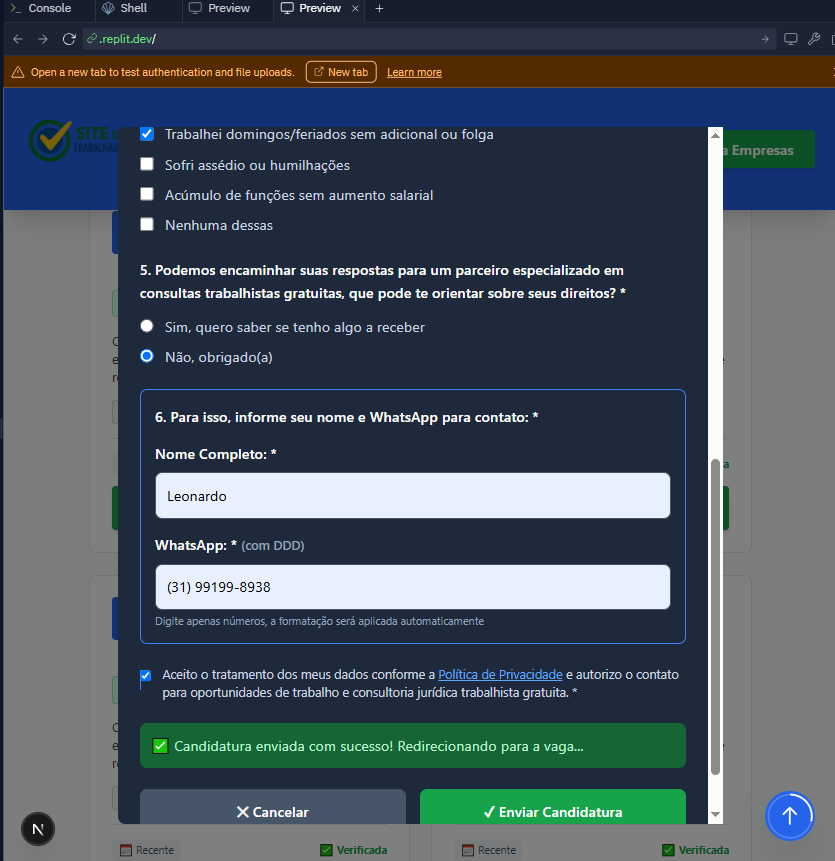 Console
Shell
Preview
Preview
.replit.dev/
Open a new tab to test authentication and file uploads.
New tab
Learn more
SITE
TRABALHAD
Empresas
Trabalhei domingos/feriados sem adicional ou folga
Sofri assédio ou humilhações
Acúmulo de funções sem aumento salarial
Nenhuma dessas
5. Podemos encaminhar suas respostas para um parceiro especializado em
consultas trabalhistas gratuitas, que pode te orientar sobre seus direitos? *
Sim, quero saber se tenho algo a receber
Não, obrigado(a)
6. Para isso, informe seu nome e WhatsApp para contato: *
Nome Completo: *
Leonardo
WhatsApp: * (com DDD)
(31) 99199-8938
Digite apenas números, a formatação será aplicada automaticamente
Aceito o tratamento dos meus dados conforme a Política de Privacidade e autorizo o contato
para oportunidades de trabalho e consultoria jurídica trabalhista gratuita. *
Candidatura enviada com sucesso! Redirecionando para a vaga...
Cancelar
Enviar Candidatura
N
Recente
Verificada
Recente
Verificada